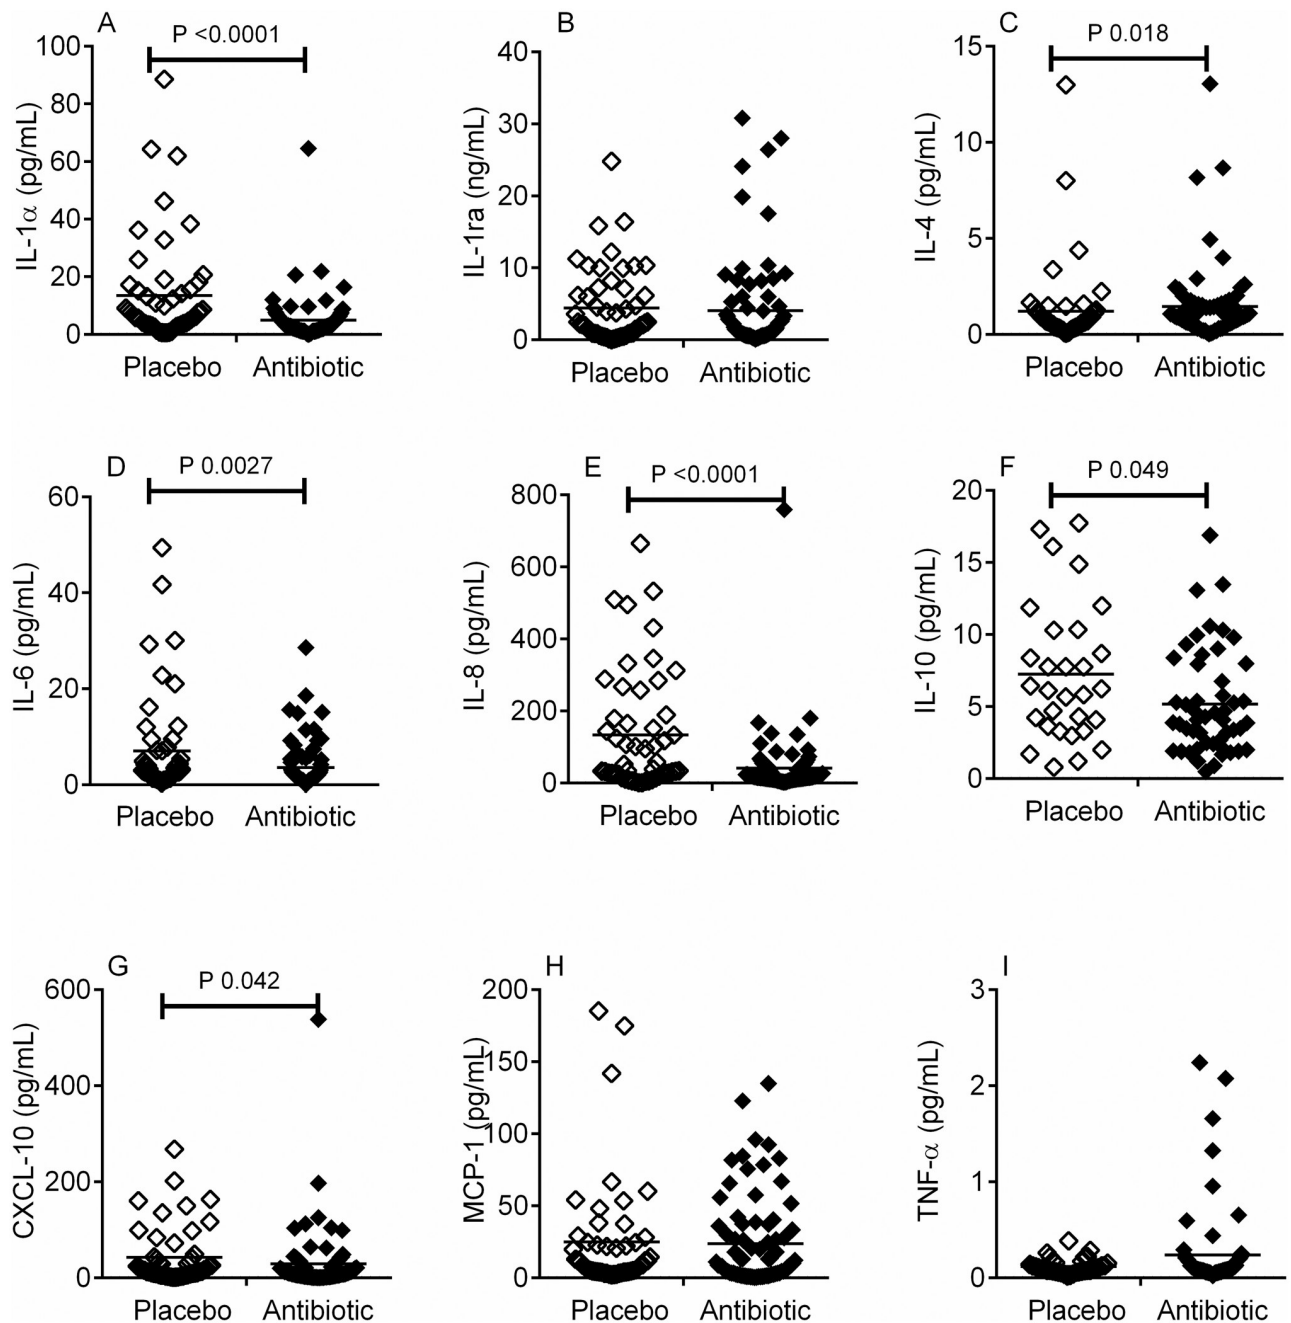 A
P <0.0001
IL-1α (pg/mL)
100
80
60
40
20
0
Placebo Antibiotic
B
IL-1ra (ng/mL)
40
30
20
10
0
Placebo Antibiotic
C
P 0.018
IL-4 (pg/mL)
15
10
5
0
Placebo Antibiotic
D
P 0.0027
IL-6 (pg/mL)
60
40
20
0
Placebo Antibiotic
E
P <0.0001
IL-8 (pg/mL)
800
600
400
200
0
Placebo Antibiotic
F
P 0.049
IL-10 (pg/mL)
20
15
10
5
0
Placebo Antibiotic
G
P 0.042
CXCL-10 (pg/mL)
600
400
200
0
Placebo Antibiotic
H
MCP-1 (pg/mL)
200
150
100
50
0
Placebo Antibiotic
I
TNF-α (pg/mL)
3
2
1
0
Placebo Antibiotic